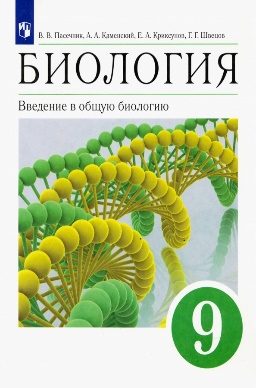 В. В. Пасечник, А. А. Каменский, Е. А. Криксунов, Г. Г. Швецов
БИОЛОГИЯ
Введение в общую биологию
9